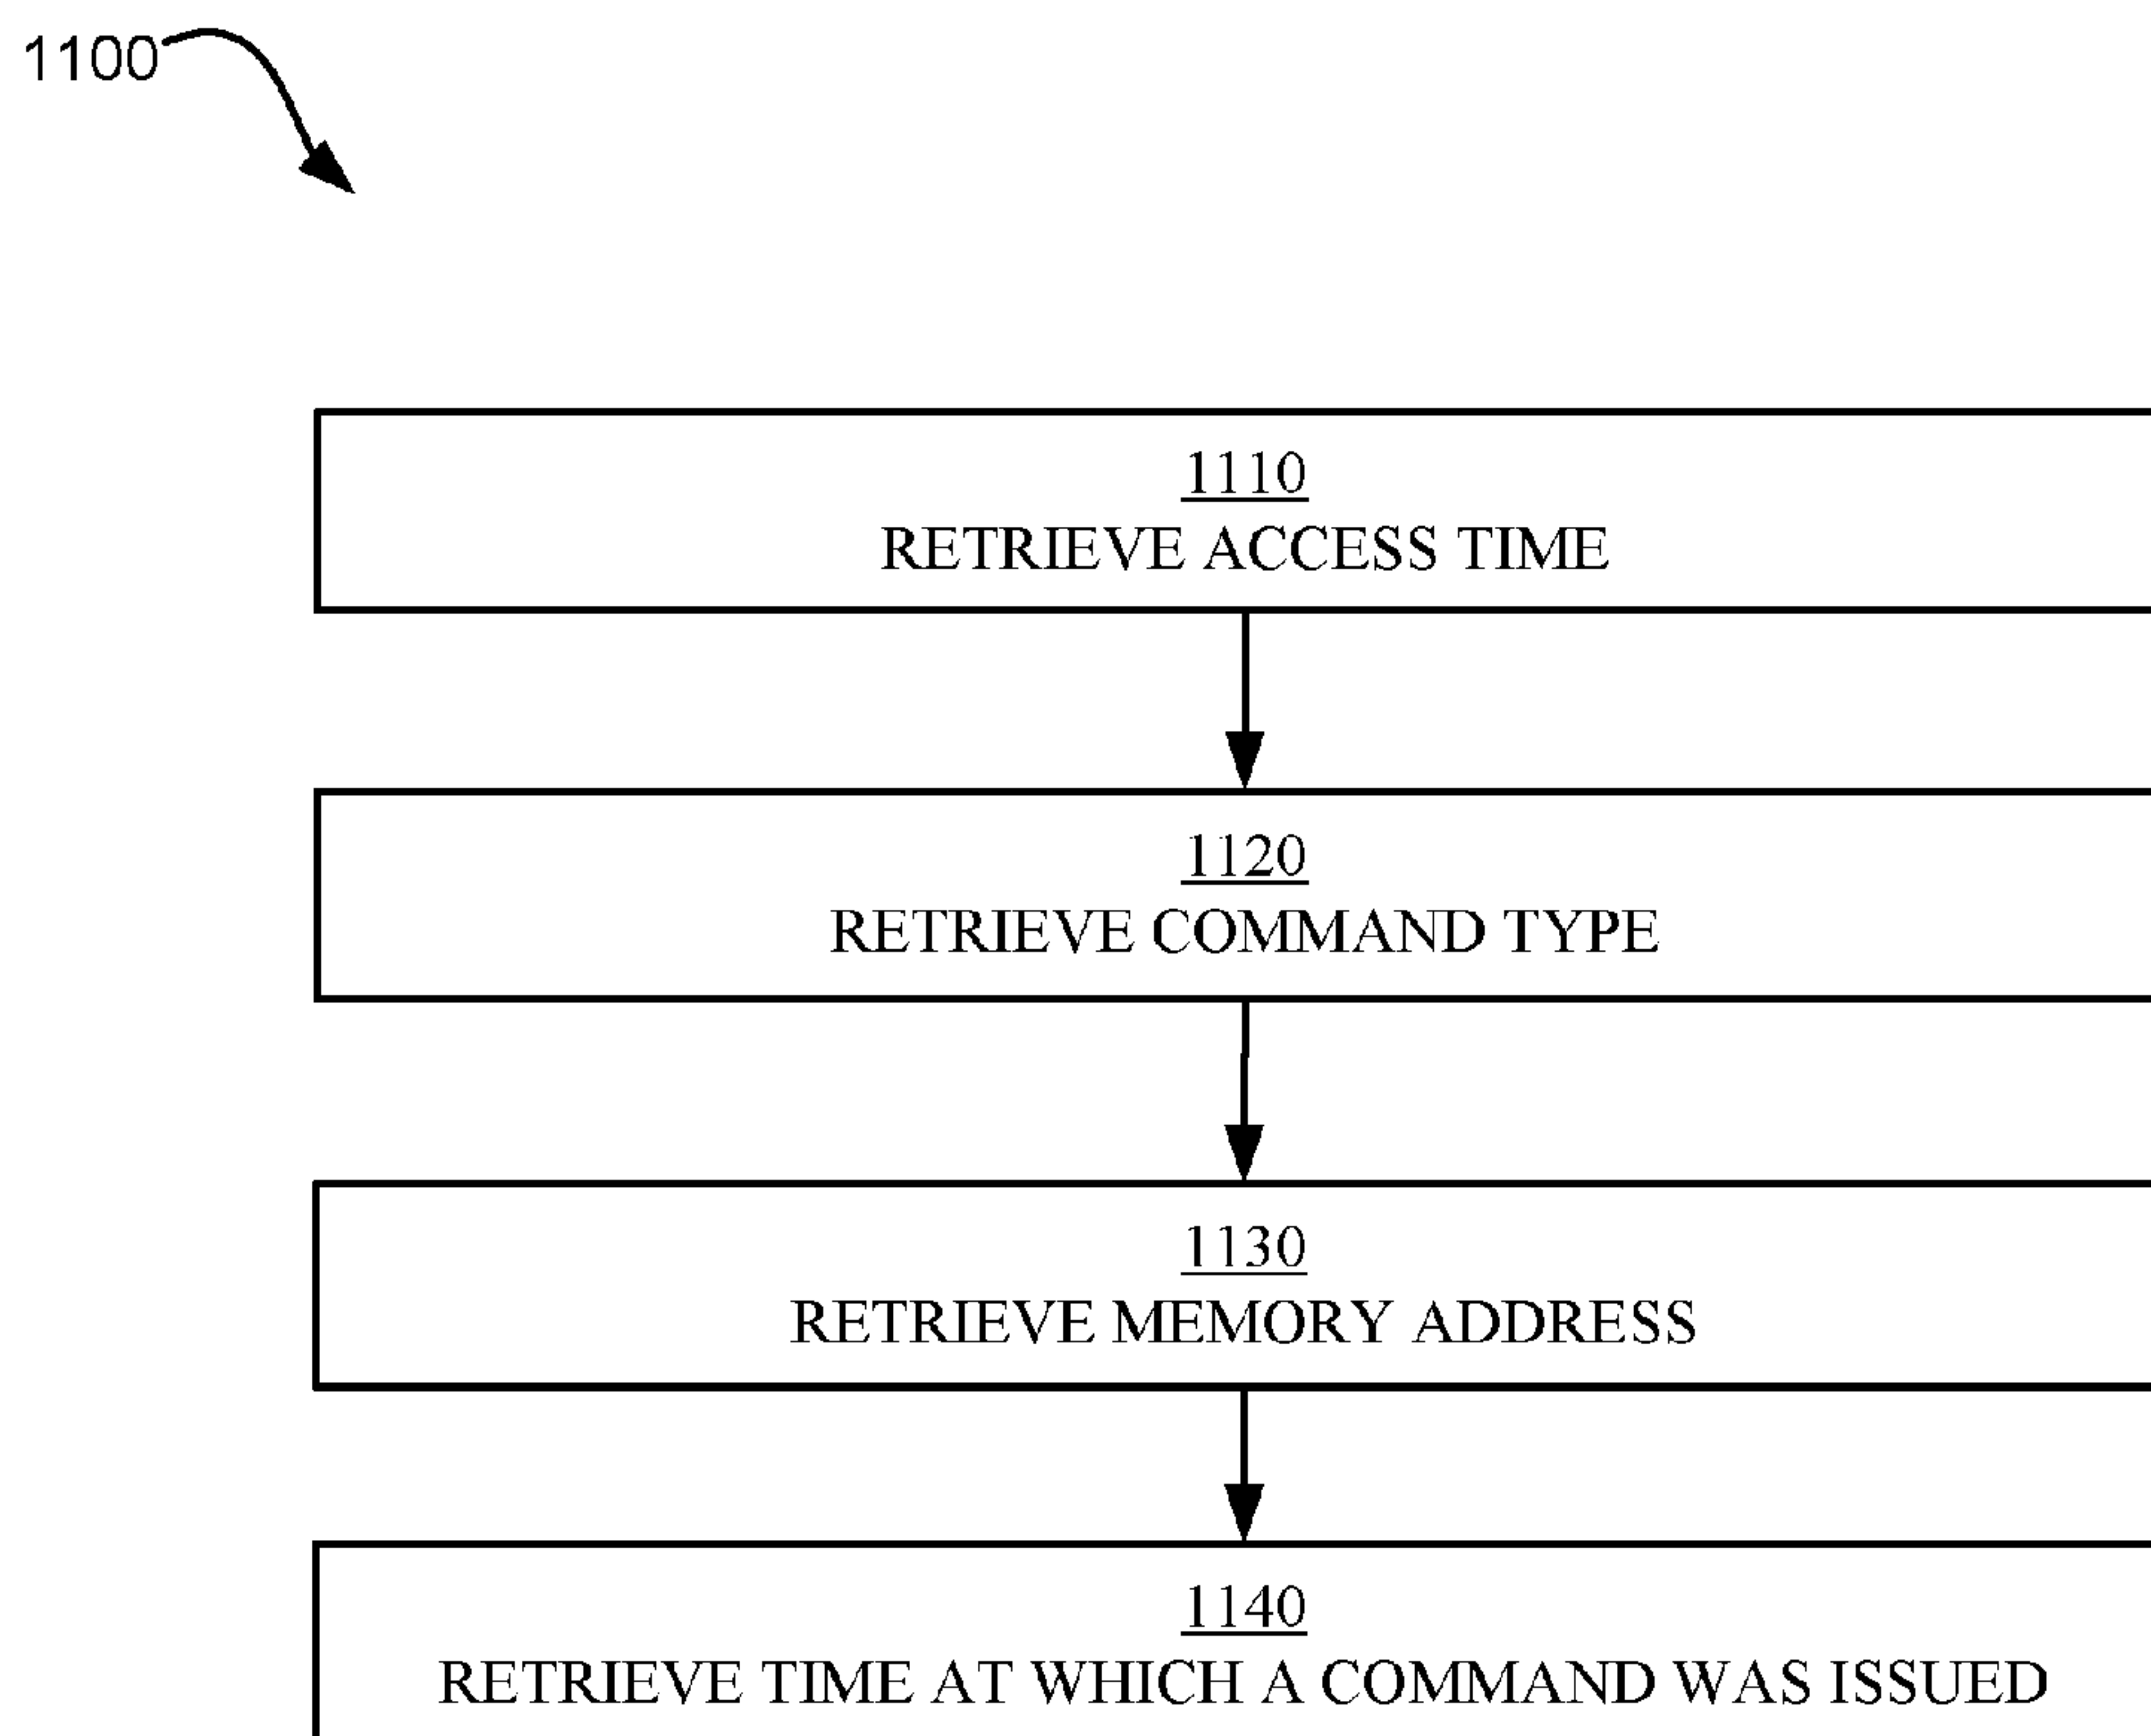 1100
1110
RETRIEVE ACCESS TIME
1120
RETRIEVE COMMAND TYPE
1130
RETRIEVE MEMORY ADDRESS
1140
RETRIEVE TIME AT WHICH A COMMAND WAS ISSUED